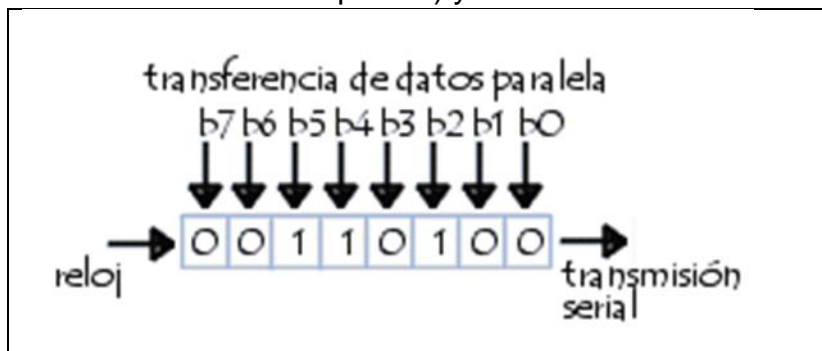 transferencia de datos paralela
b7 b6 b5 b4 b3 b2 b1 b0
0 0 1 1 0 1 0 0
reloj
transmisión
serial